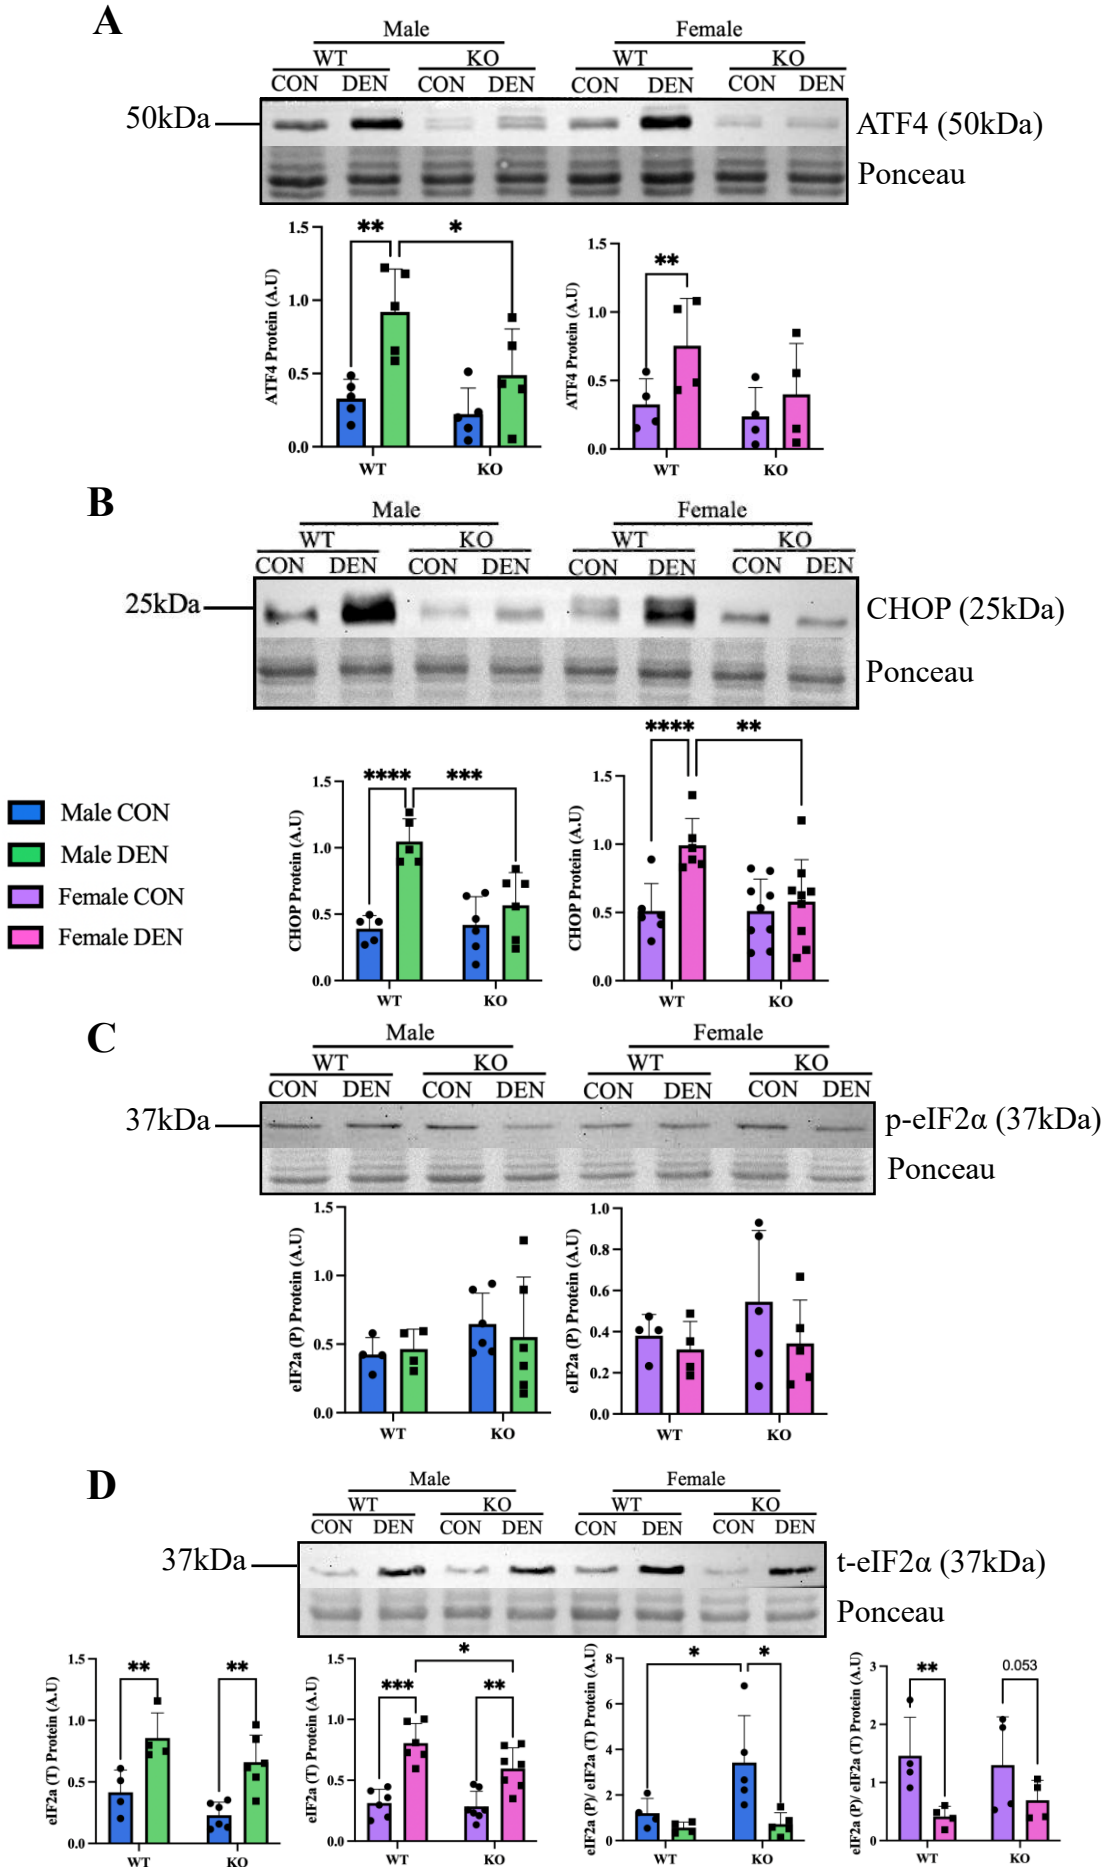 A
Male Female
WT KO WT KO
CON DEN CON DEN CON DEN CON DEN
50kDa ATF4 (50kDa)
Ponceau
ATF4 Protein (A.U)
1.5
1.0
0.5
0.0
** *
WT KO
ATF4 Protein (A.U)
1.5
1.0
0.5
0.0
**
WT KO
B
Male Female
WT KO WT KO
CON DEN CON DEN CON DEN CON DEN
25kDa CHOP (25kDa)
Ponceau
Male CON
Male DEN
Female CON
Female DEN
CHOP Protein (A.U)
1.5
1.0
0.5
0.0
**** ***
WT KO
CHOP Protein (A.U)
1.5
1.0
0.5
0.0
**** **
WT KO
C
Male Female
WT KO WT KO
CON DEN CON DEN CON DEN CON DEN
37kDa p-eIF2α (37kDa)
Ponceau
eIF2a (P) Protein (A.U)
1.5
1.0
0.5
0.0
WT KO
eIF2a (P) Protein (A.U)
1.0
0.8
0.6
0.4
0.2
0.0
WT KO
D
Male Female
WT KO WT KO
CON DEN CON DEN CON DEN CON DEN
37kDa t-eIF2α (37kDa)
Ponceau
eIF2a (T) Protein (A.U)
1.5
1.0
0.5
0.0
** **
WT KO
eIF2a (T) Protein (A.U)
1.5
1.0
0.5
0.0
*
*** **
WT KO
eIF2a (P)/ eIF2a (T) Protein (A.U)
8
6
4
2
0
* *
WT KO
eIF2a (P)/ eIF2a (T) Protein (A.U)
3
2
1
0
** 0.053
WT KO